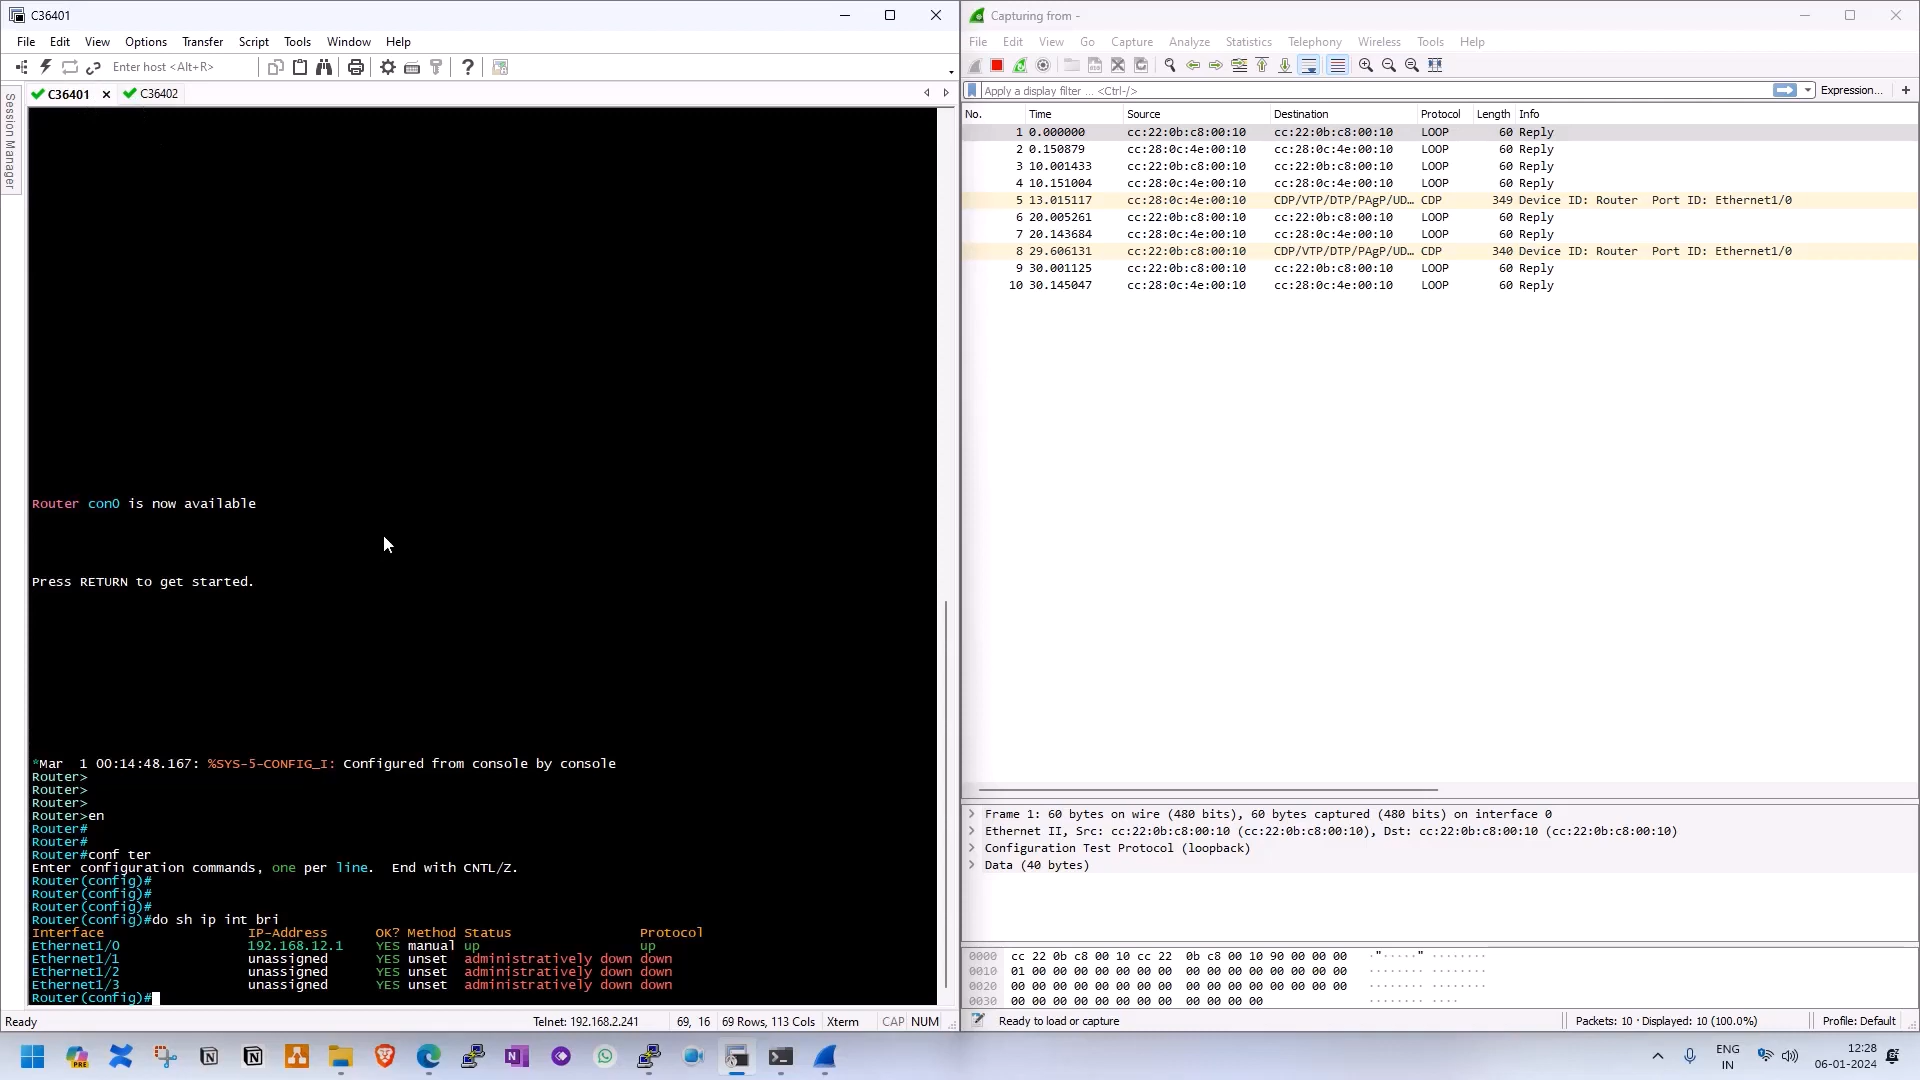 C36401
File Edit View Options Transfer Script Tools Window Help
Enter host <Alt+R>
C36401 C36402
Session Manager
Router con0 is now available
Press RETURN to get started.
*Mar  1 00:14:48.167: %SYS-5-CONFIG_I: Configured from console by console
Router>
Router>
Router>
Router>en
Router#
Router#
Router#conf ter
Enter configuration commands, one per line.  End with CNTL/Z.
Router(config)#
Router(config)#
Router(config)#
Router(config)#do sh ip int bri
Interface IP-Address OK? Method Status Protocol
Ethernet1/0 192.168.12.1 YES manual up up
Ethernet1/1 unassigned YES unset administratively down down
Ethernet1/2 unassigned YES unset administratively down down
Ethernet1/3 unassigned YES unset administratively down down
Router(config)#
Ready Telnet: 192.168.2.241 69, 16 69 Rows, 113 Cols Xterm CAP NUM
Capturing from -
File Edit View Go Capture Analyze Statistics Telephony Wireless Tools Help
Apply a display filter ... <Ctrl-/> Expression... +
No. Time Source Destination Protocol Length Info
1 0.000000 cc:22:0b:c8:00:10 cc:22:0b:c8:00:10 LOOP 60 Reply
2 0.150879 cc:28:0c:4e:00:10 cc:28:0c:4e:00:10 LOOP 60 Reply
3 10.001433 cc:22:0b:c8:00:10 cc:22:0b:c8:00:10 LOOP 60 Reply
4 10.151004 cc:28:0c:4e:00:10 cc:28:0c:4e:00:10 LOOP 60 Reply
5 13.015117 cc:28:0c:4e:00:10 CDP/VTP/DTP/PAgP/UD… CDP 349 Device ID: Router  Port ID: Ethernet1/0
6 20.005261 cc:22:0b:c8:00:10 cc:22:0b:c8:00:10 LOOP 60 Reply
7 20.143684 cc:28:0c:4e:00:10 cc:28:0c:4e:00:10 LOOP 60 Reply
8 29.606131 cc:22:0b:c8:00:10 CDP/VTP/DTP/PAgP/UD… CDP 340 Device ID: Router  Port ID: Ethernet1/0
9 30.001125 cc:22:0b:c8:00:10 cc:22:0b:c8:00:10 LOOP 60 Reply
10 30.145047 cc:28:0c:4e:00:10 cc:28:0c:4e:00:10 LOOP 60 Reply
Frame 1: 60 bytes on wire (480 bits), 60 bytes captured (480 bits) on interface 0
Ethernet II, Src: cc:22:0b:c8:00:10 (cc:22:0b:c8:00:10), Dst: cc:22:0b:c8:00:10 (cc:22:0b:c8:00:10)
Configuration Test Protocol (loopback)
Data (40 bytes)
0000 cc 22 0b c8 00 10 cc 22 0b c8 00 10 90 00 00 00 ·"·····" ········
0010 01 00 00 00 00 00 00 00 00 00 00 00 00 00 00 00 ········ ········
0020 00 00 00 00 00 00 00 00 00 00 00 00 00 00 00 00 ········ ········
0030 00 00 00 00 00 00 00 00 00 00 00 00 ········ ····
Ready to load or capture Packets: 10 · Displayed: 10 (100.0%) Profile: Default
PRE
ENG
IN
12:28
06-01-2024